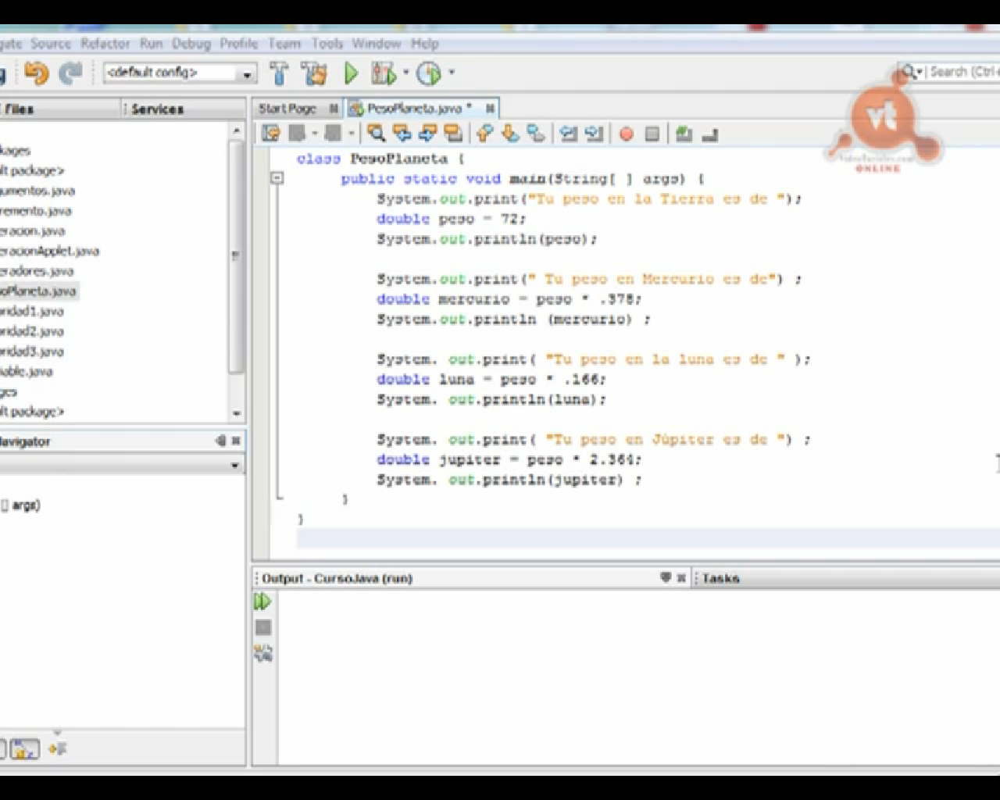 Source Refactor Run Debug Profile Team Tools Window Help
<default config>
Search (Ctrl+
Files Services
Start Page PesoPlaneta.java *
vt
ONLINE
kages
lt package>
gumentos.java
remento.java
eracion.java
eracionApplet.java
eradores.java
soPlaneta.java
oridad1.java
oridad2.java
oridad3.java
riable.java
ges
lt package>
class PesoPlaneta {
public static void main(String[ ] args) {
System.out.print("Tu peso en la Tierra es de ");
double peso = 72;
System.out.println(peso);
System.out.print(" Tu peso en Mercurio es de") ;
double mercurio = peso * .378;
System.out.println (mercurio) ;
System. out.print( "Tu peso en la luna es de " );
double luna = peso * .166;
System. out.println(luna);
System. out.print( "Tu peso en Júpiter es de ") ;
double jupiter = peso * 2.364;
System. out.println(jupiter) ;
}
}
Navigator
[] args)
Output - CursoJava (run)
Tasks